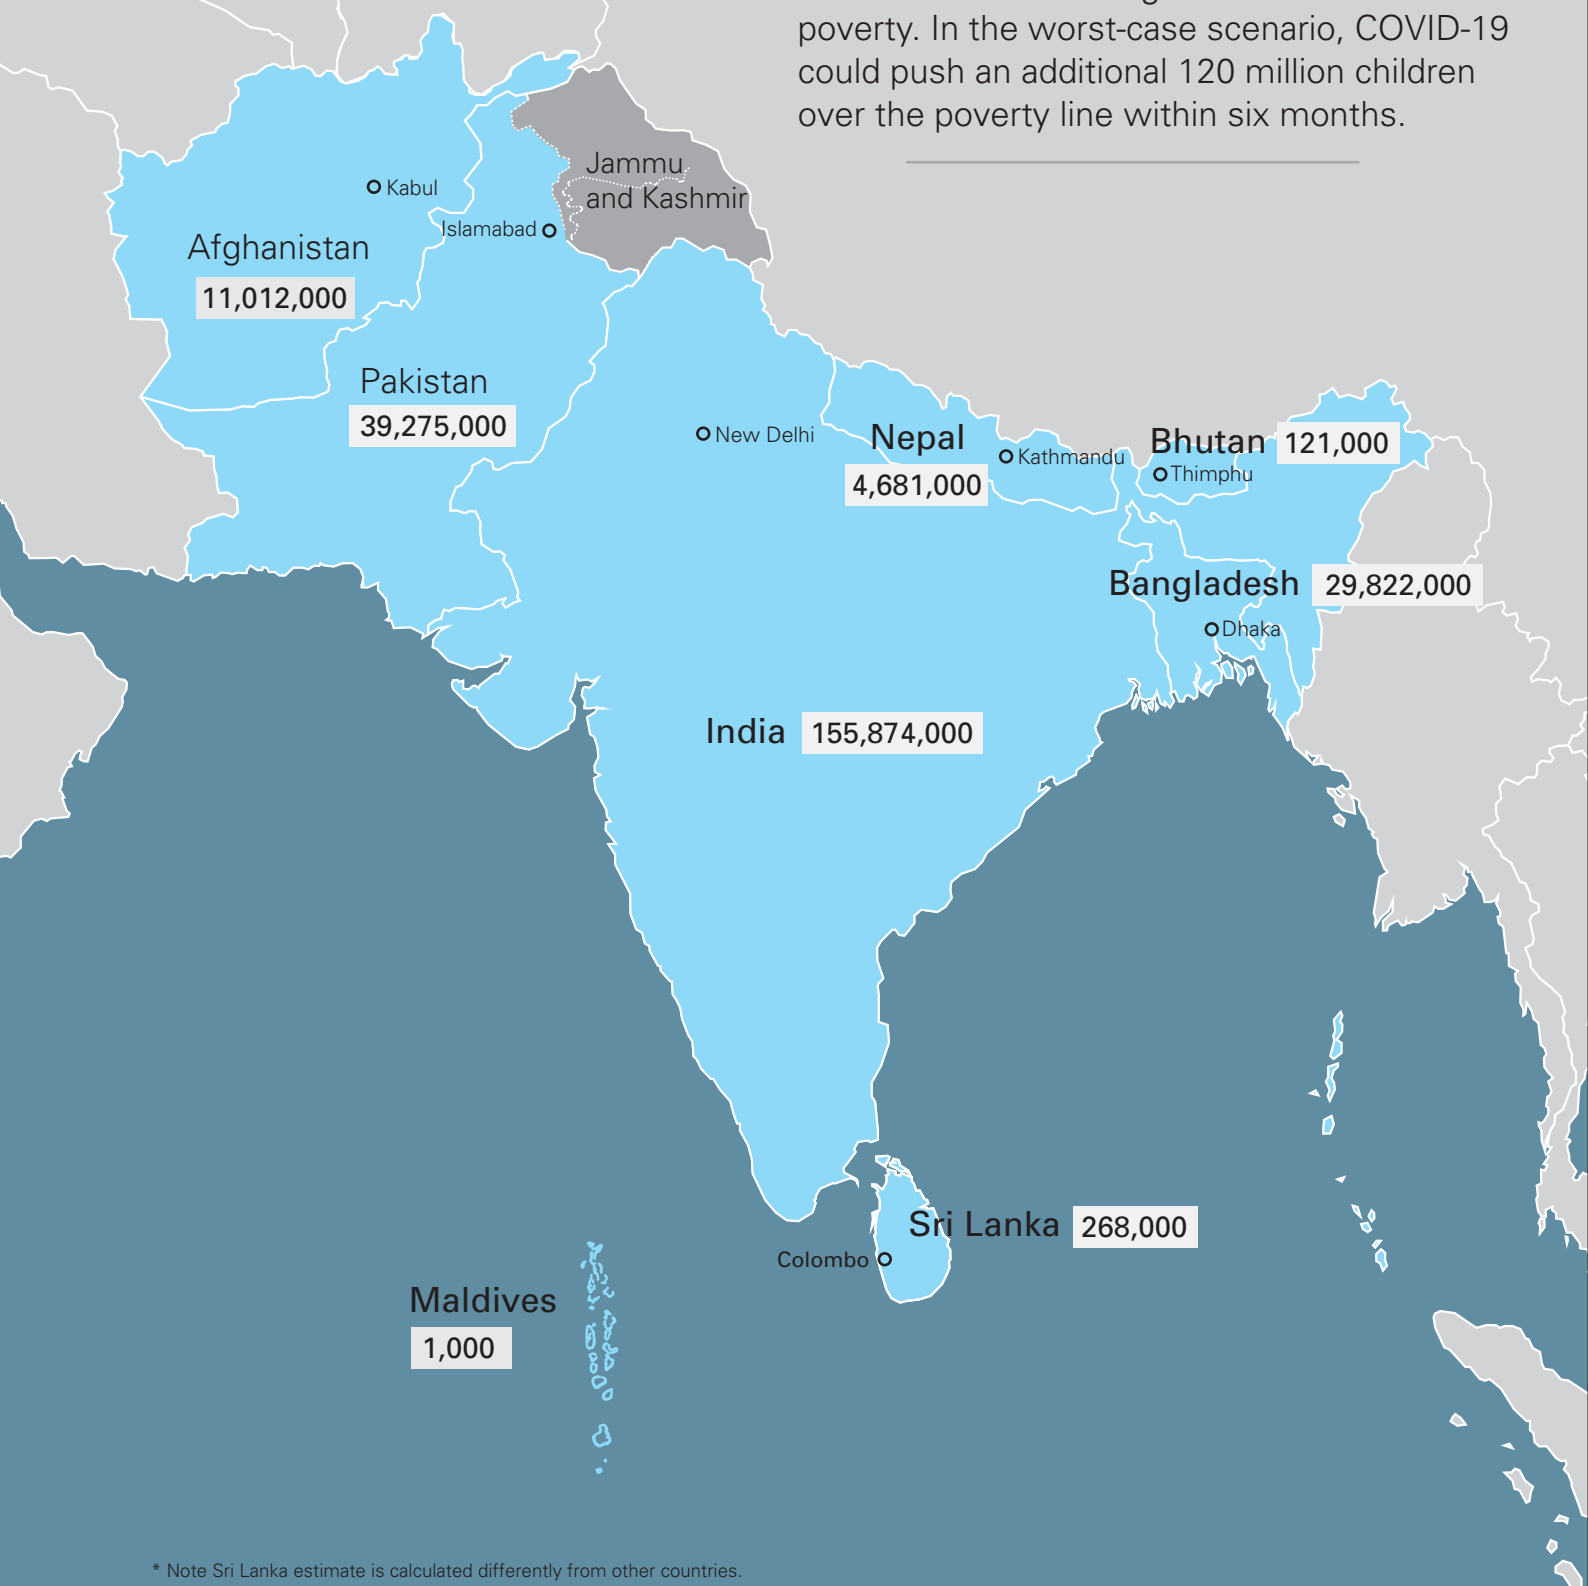 poverty. In the worst-case scenario, COVID-19
could push an additional 120 million children
over the poverty line within six months.
Jammu
and Kashmir
Kabul
Islamabad
Afghanistan
11,012,000
Pakistan
39,275,000
New Delhi
Nepal
4,681,000
Kathmandu
Bhutan 121,000
Thimphu
Bangladesh 29,822,000
Dhaka
India 155,874,000
Sri Lanka 268,000
Colombo
Maldives
1,000
* Note Sri Lanka estimate is calculated differently from other countries.